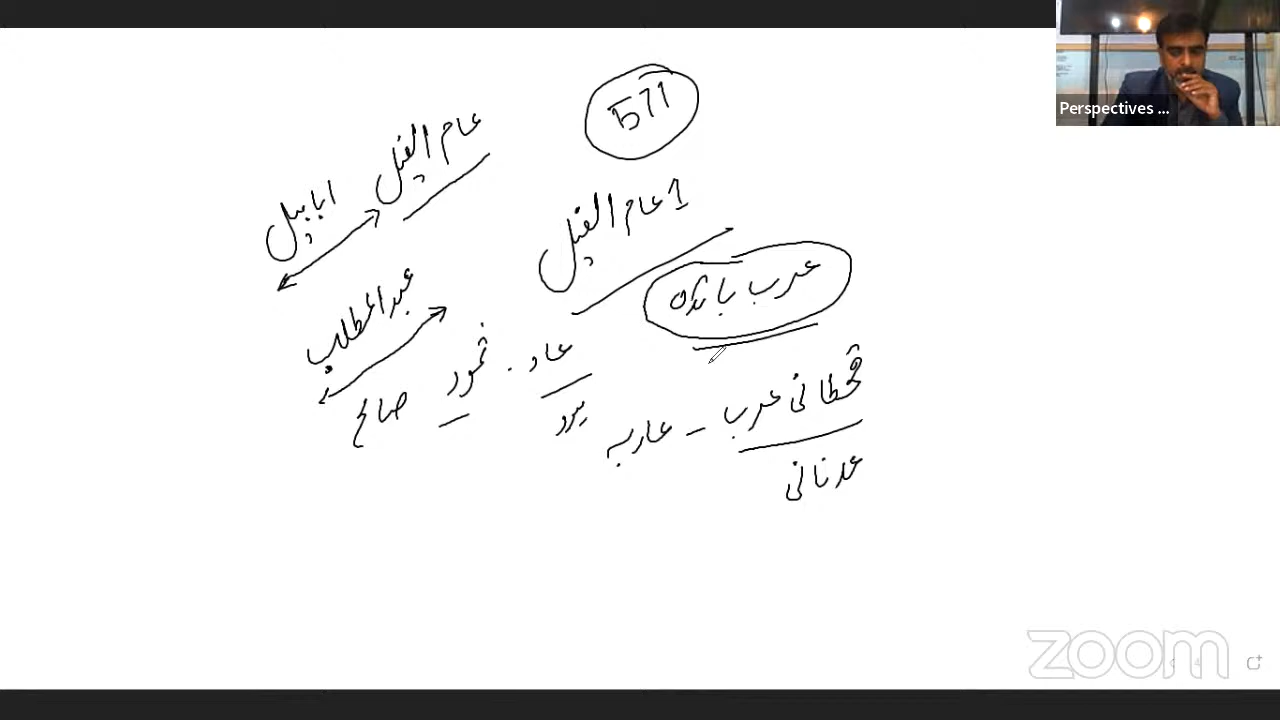 571
عام الفیل
ابابیل
1 عام الفیل
عبدالمطلب
عرب بائدہ
عاد . ثمود صالح
ہود
قحطانی عرب – عاربہ
عدنانی
Perspectives ...
zoom